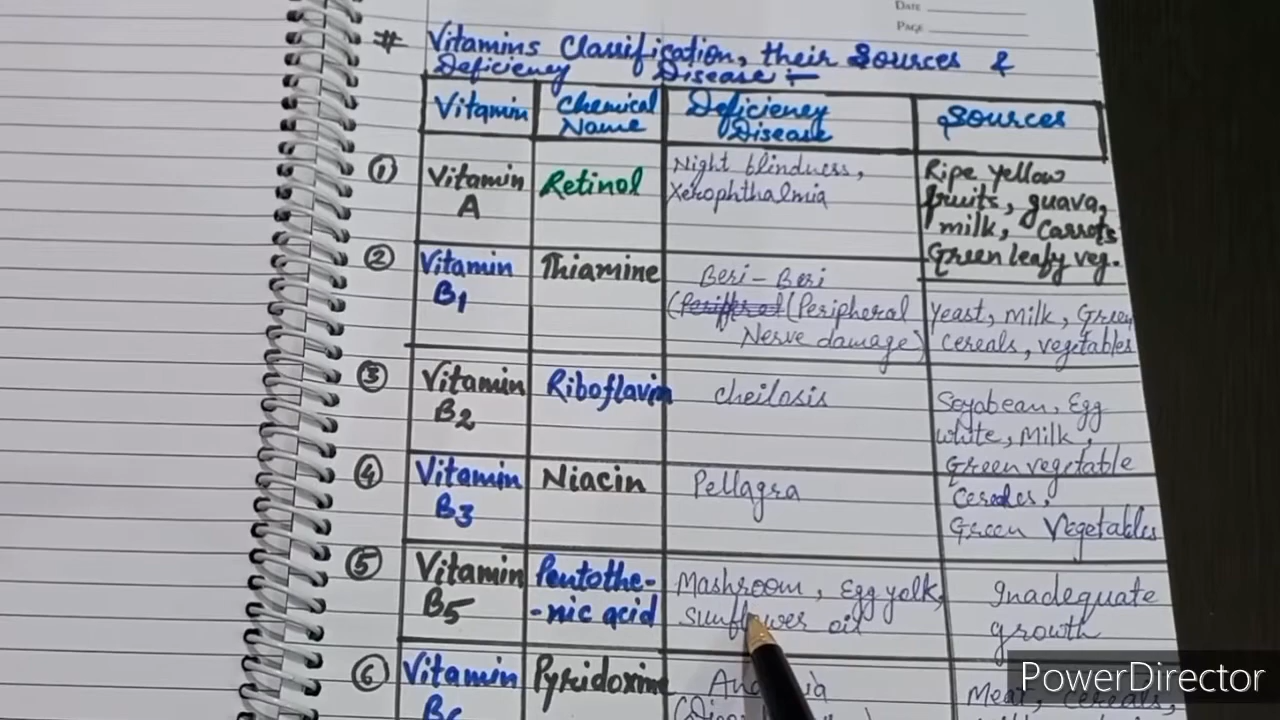 DATE
PAGE
# Vitamins Classification, their Sources &
Deficiency Disease :-
Vitamin Chemical Name Deficiency Disease Sources
① Vitamin A Retinol Night blindness, Xerophthalmia Ripe yellow fruits, guava, milk, Carrots Green leafy veg.
② Vitamin B1 Thiamine Beri-Beri (Peripheral Nerve damage) Yeast, Milk, Green cereals, vegetables
③ Vitamin B2 Riboflavin Cheilosis Soyabean, Egg white, Milk, Green vegetable
④ Vitamin B3 Niacin Pellagra Cereales, Green Vegetables
⑤ Vitamin B5 Pentothe--nic acid Mashroom, Egg yolk, Sunflower oil Inadequate growth
⑥ Vitamin B6 Pyridoxine Meat, Cereals,
PowerDirector